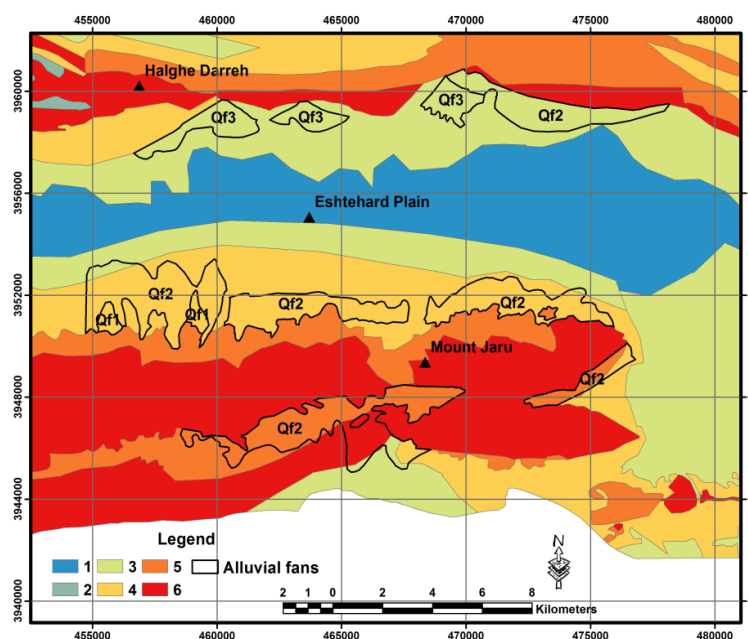 455000 460000 465000 470000 475000 480000
3960000
3956000
3952000
3948000
3944000
3940000
Halghe Darreh
Qf3
Qf3
Qf3
Qf2
Eshtehard Plain
Qf2
Qf1
Qf1
Qf2
Qf2
Mount Jaru
Qf2
Qf2
Legend
1 3 5 Alluvial fans
2 4 6
N
2 1 0 2 4 6 8
Kilometers
455000 460000 465000 470000 475000 480000